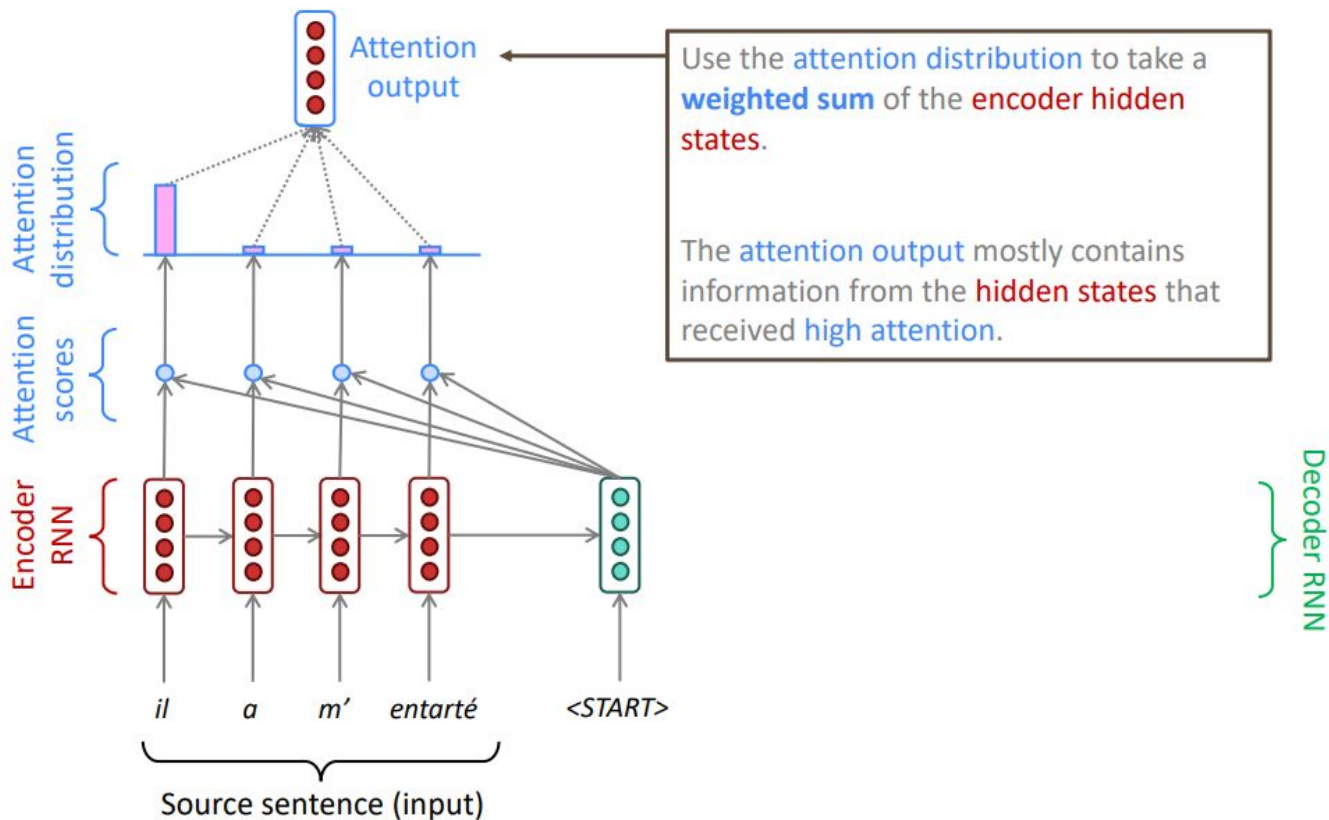 Attention
output
Use the attention distribution to take a
weighted sum of the encoder hidden
states.
The attention output mostly contains
information from the hidden states that
received high attention.
Attention
distribution
Attention
scores
Encoder
RNN
Decoder RNN
il a m’ entarté <START>
Source sentence (input)